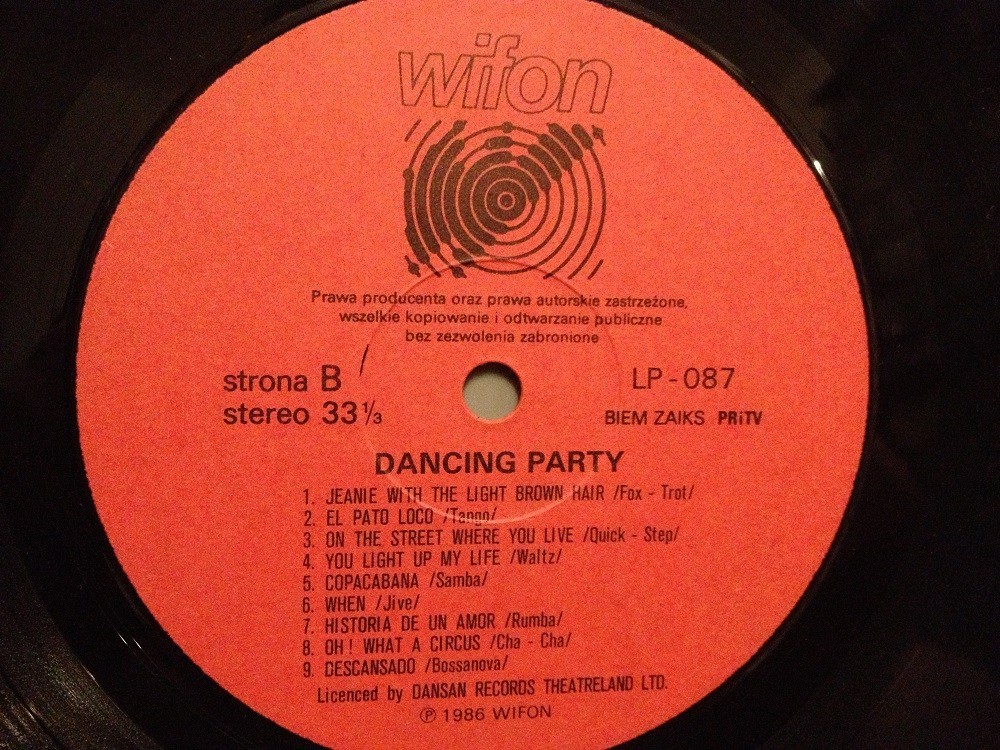 wifon
Prawa producenta oraz prawa autorskie zastrzeżone,
wszelkie kopiowanie i odtwarzanie publiczne
bez zezwolenia zabronione
strona B
stereo 33 1/3
LP - 087
BIEM ZAIKS PRiTV
DANCING PARTY
1. JEANIE WITH THE LIGHT BROWN HAIR /Fox - Trot/
2. EL PATO LOCO /Tango/
3. ON THE STREET WHERE YOU LIVE /Quick - Step/
4. YOU LIGHT UP MY LIFE /Waltz/
5. COPACABANA /Samba/
6. WHEN /Jive/
7. HISTORIA DE UN AMOR /Rumba/
8. OH! WHAT A CIRCUS /Cha - Cha/
9. DESCANSADO /Bossanova/
Licenced by DANSAN RECORDS THEATRELAND LTD.
℗ 1986 WIFON